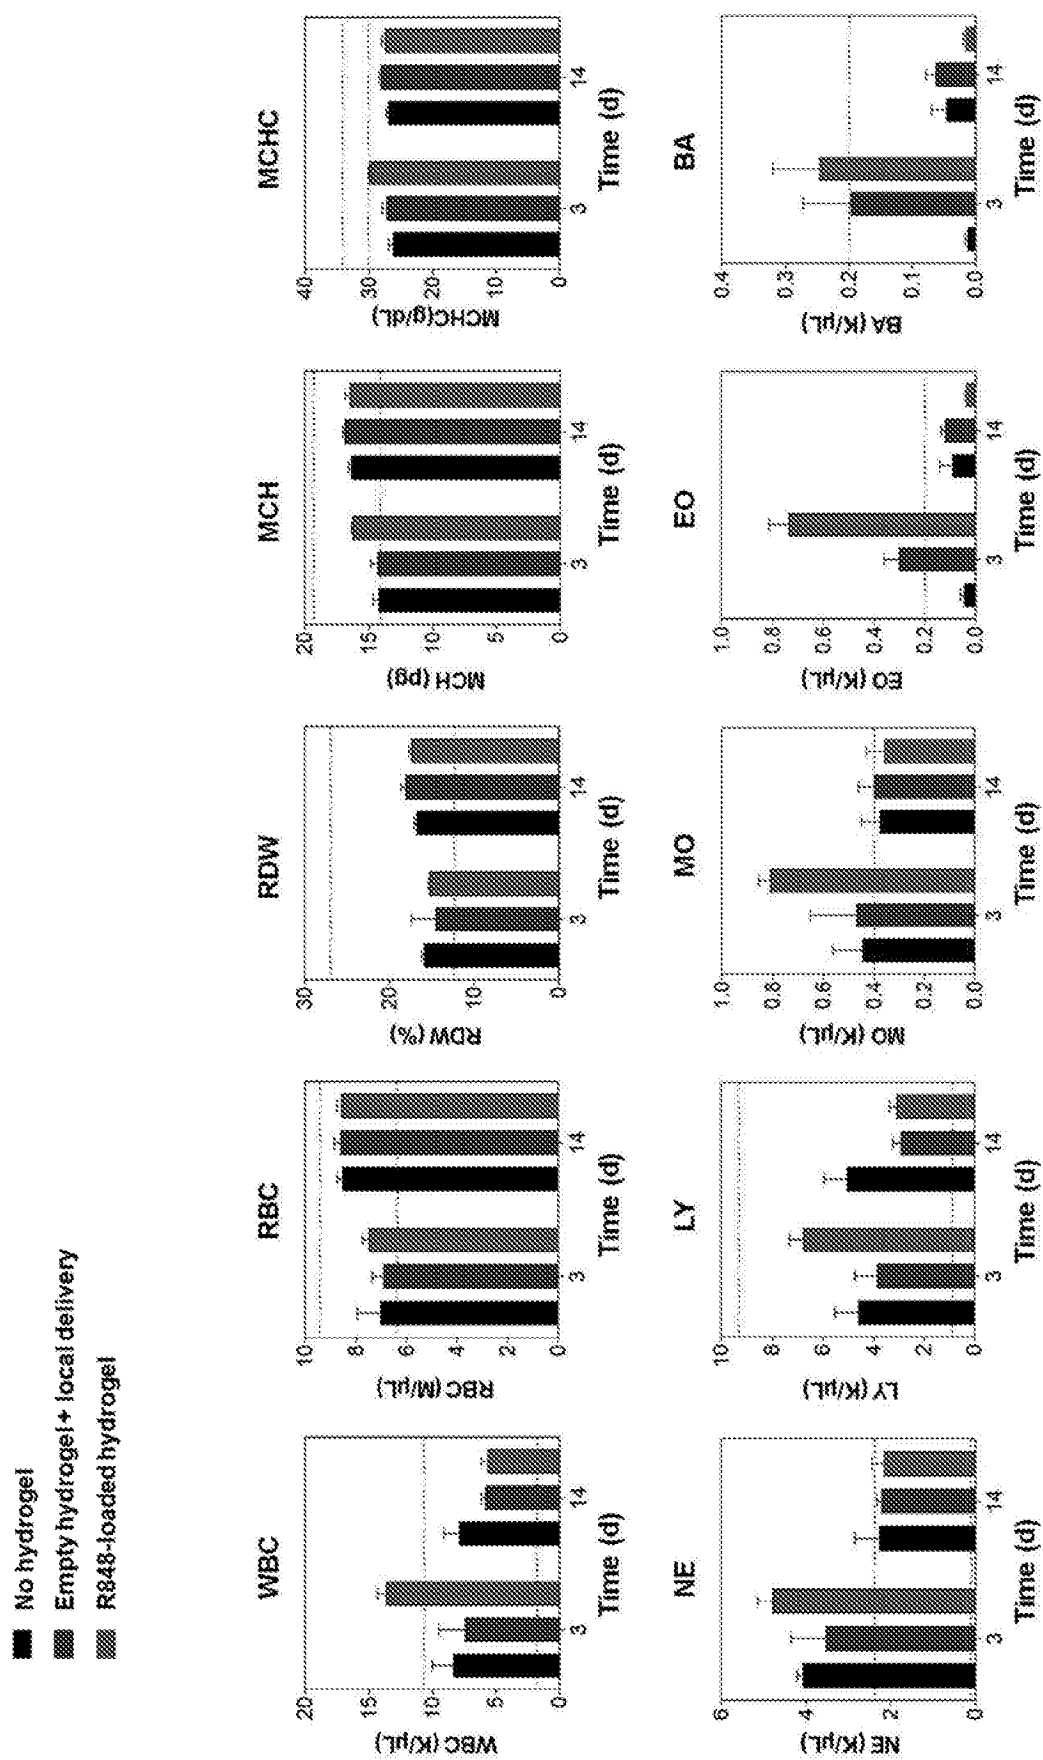 No hydrogel
Empty hydrogel+ local delivery
R848-loaded hydrogel
WBC
WBC (K/µL)
20
15
10
5
0
3
14
Time (d)
RBC
RBC (M/µL)
10
8
6
4
2
0
3
14
Time (d)
RDW
RDW (%)
30
20
10
0
3
14
Time (d)
MCH
MCH (pg)
20
15
10
5
0
3
14
Time (d)
MCHC
MCHC(g/dL)
40
30
20
10
0
3
14
Time (d)
NE
NE (K/µL)
6
4
2
0
3
14
Time (d)
LY
LY (K/µL)
10
8
6
4
2
0
3
14
Time (d)
MO
MO (K/µL)
1.0
0.8
0.6
0.4
0.2
0.0
3
14
Time (d)
EO
EO (K/µL)
1.0
0.8
0.6
0.4
0.2
0.0
3
14
Time (d)
BA
BA (K/µL)
0.4
0.3
0.2
0.1
0.0
3
14
Time (d)